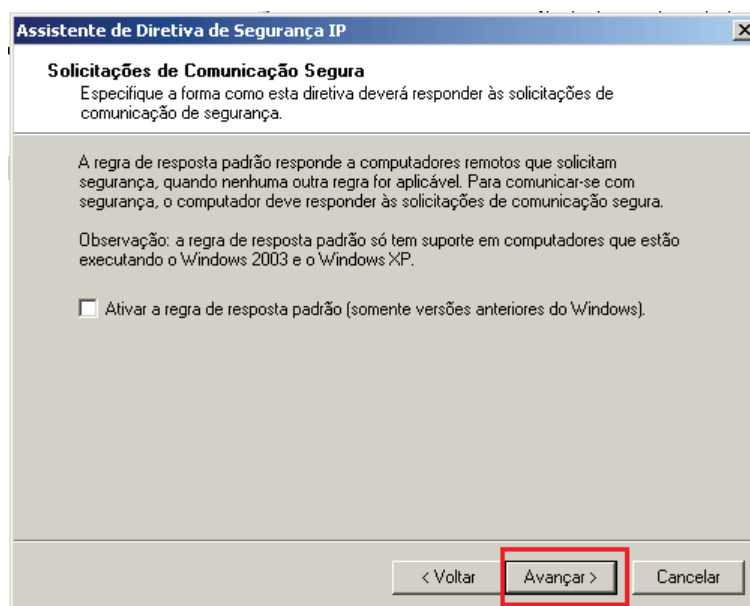 Assistente de Diretiva de Segurança IP
Solicitações de Comunicação Segura
Especifique a forma como esta diretiva deverá responder às solicitações de
comunicação de segurança.
A regra de resposta padrão responde a computadores remotos que solicitam
segurança, quando nenhuma outra regra for aplicável. Para comunicar-se com
segurança, o computador deve responder às solicitações de comunicação segura.
Observação: a regra de resposta padrão só tem suporte em computadores que estão
executando o Windows 2003 e o Windows XP.
Ativar a regra de resposta padrão (somente versões anteriores do Windows).
< Voltar
Avançar >
Cancelar